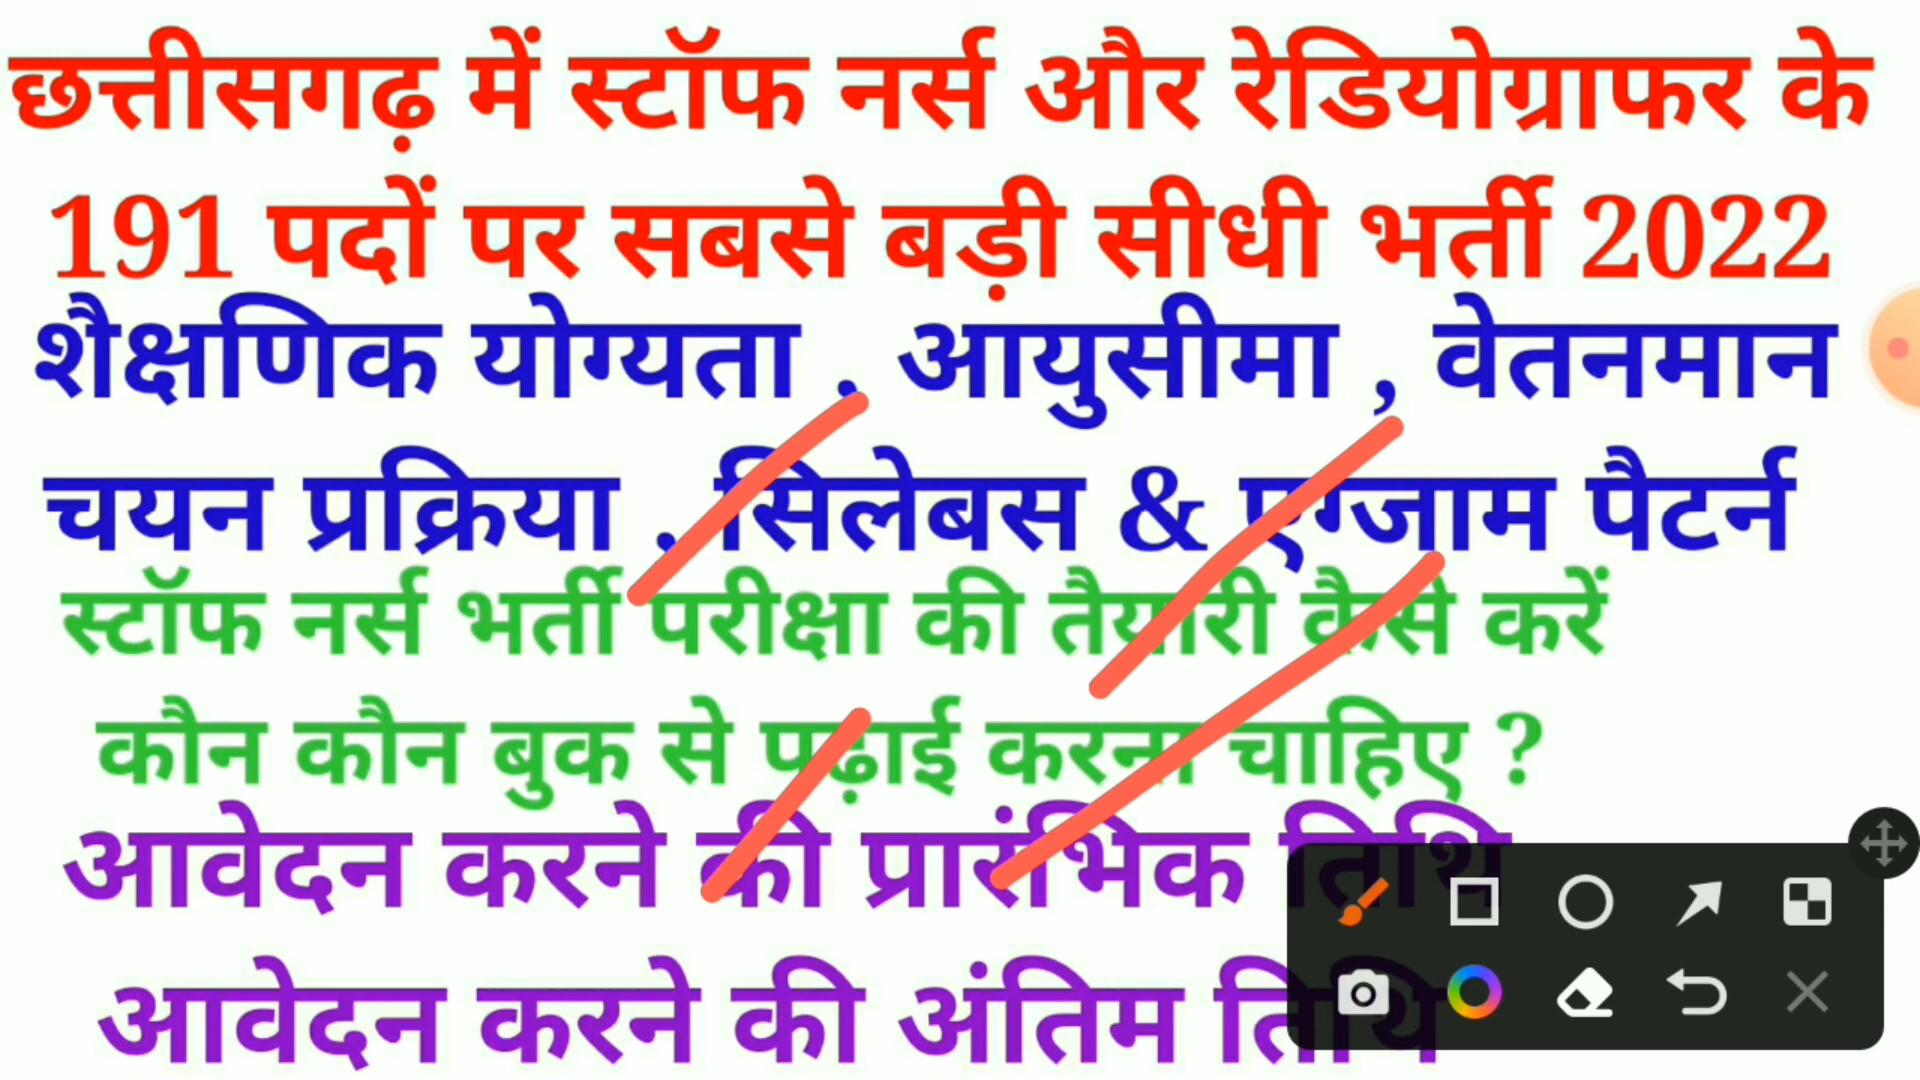 छत्तीसगढ़ में स्टॉफ नर्स और रेडियोग्राफर के
191 पदों पर सबसे बड़ी सीधी भर्ती 2022
शैक्षणिक योग्यता , आयुसीमा , वेतनमान
चयन प्रक्रिया , सिलेबस & एग्जाम पैटर्न
स्टॉफ नर्स भर्ती परीक्षा की तैयारी कैसे करें
कौन कौन बुक से पढ़ाई करना चाहिए ?
आवेदन करने की प्रारंभिक तिथि
आवेदन करने की अंतिम तिथि